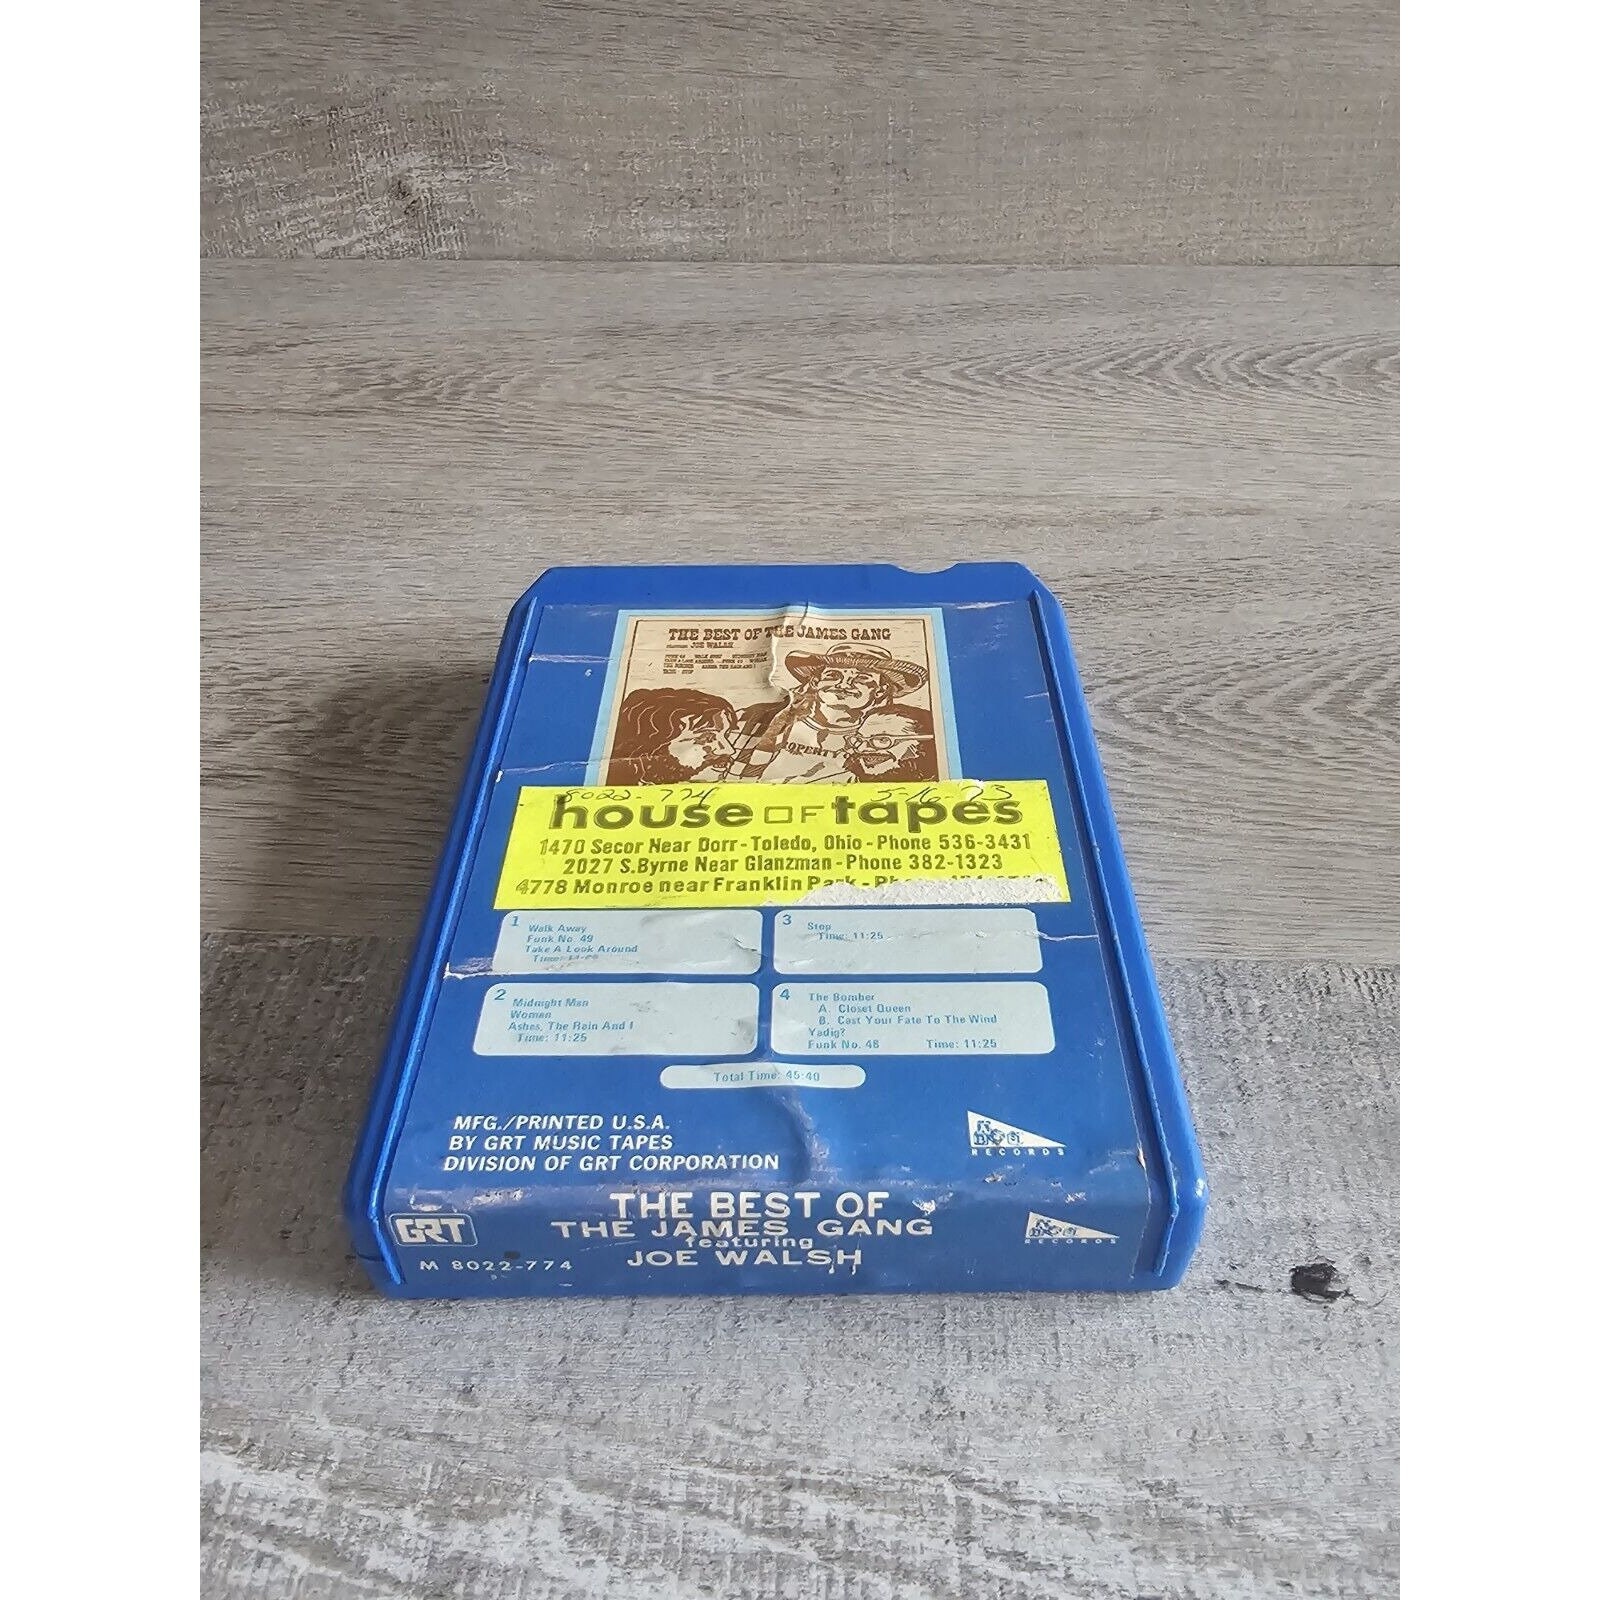 THE BEST OF THE JAMES GANG
JOE WALSH
8022-774 5-16-73
house OF tapes
1470 Secor Near Dorr-Toledo, Ohio-Phone 536-3431
2027 S.Byrne Near Glanzman-Phone 382-1323
4778 Monroe near Franklin Park-
1
Walk Away
Funk No. 49
Take A Look Around
Time:
3
Stop
Time: 11:25
2
Midnight Man
Woman
Ashes, The Rain And I
Time: 11:25
4
The Bomber
A. Closet Queen
B. Cast Your Fate To The Wind
Yadig?
Funk No. 48 Time: 11:25
Total Time: 45:40
MFG./PRINTED U.S.A.
BY GRT MUSIC TAPES
DIVISION OF GRT CORPORATION
RECORDS
GRT
M 8022-774
THE BEST OF
THE JAMES GANG
featuring
JOE WALSH
RECORDS